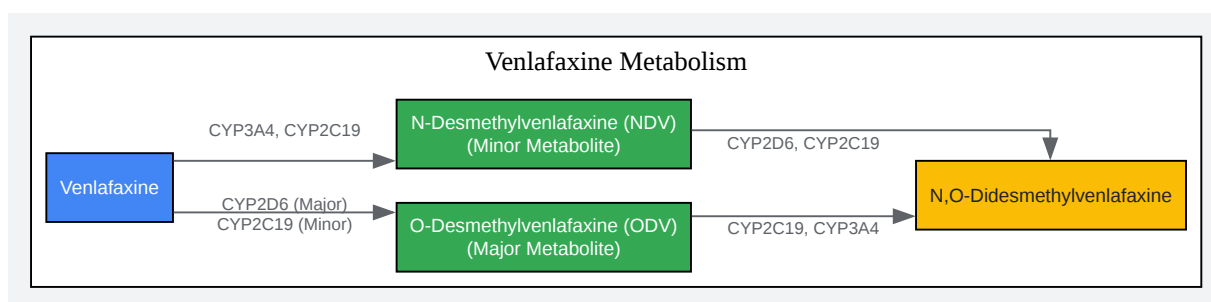 Venlafaxine Metabolism
CYP3A4, CYP2C19
N-Desmethylvenlafaxine (NDV)
(Minor Metabolite)
CYP2D6, CYP2C19
Venlafaxine
N,O-Didesmethylvenlafaxine
CYP2D6 (Major)
CYP2C19 (Minor)
O-Desmethylvenlafaxine (ODV)
(Major Metabolite)
CYP2C19, CYP3A4